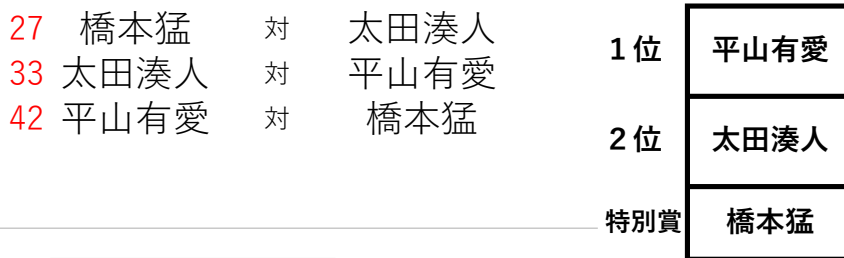 27 橋本猛 対 太田湊人
33 太田湊人 対 平山有愛
42 平山有愛 対 橋本猛
1位 平山有愛
2位 太田湊人
特別賞 橋本猛